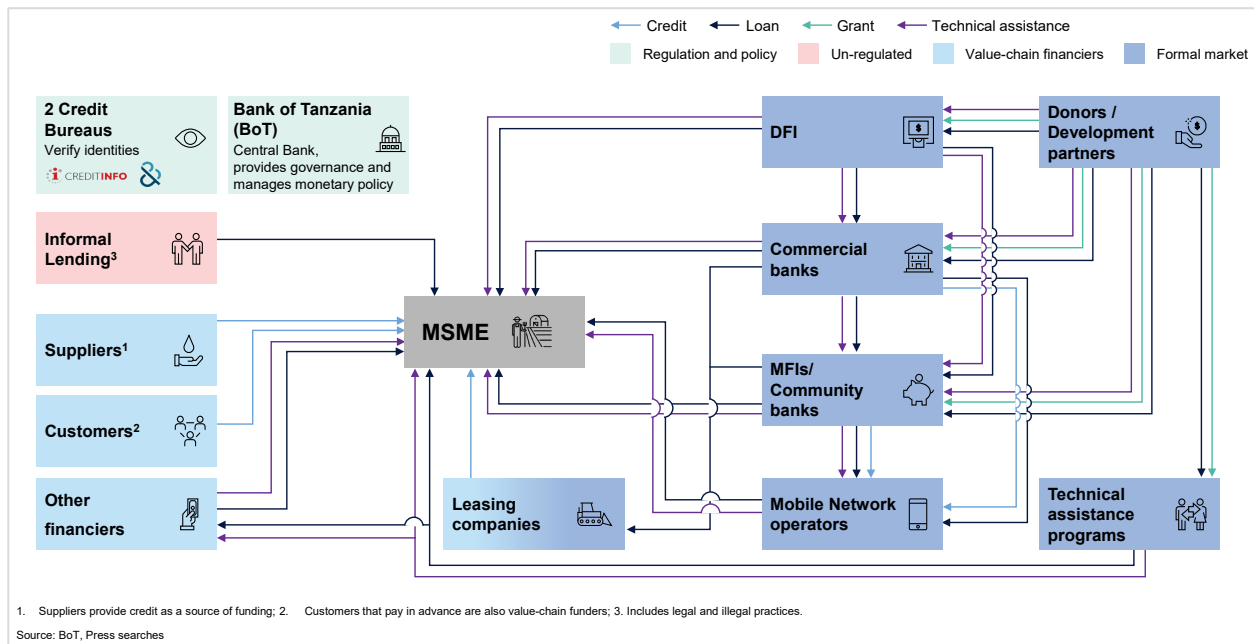 Credit
Loan
Grant
Technical assistance
Regulation and policy
Un-regulated
Value-chain financiers
Formal market
2 Credit
Bureaus
Verify identities
CREDITINFO
Bank of Tanzania
(BoT)
Central Bank,
provides governance and
manages monetary policy
DFI
Donors /
Development
partners
Informal
Lending3
Commercial
banks
MSME
Suppliers1
MFIs/
Community
banks
Customers2
Other
financiers
Leasing
companies
Mobile Network
operators
Technical
assistance
programs
1. Suppliers provide credit as a source of funding; 2. Customers that pay in advance are also value-chain funders; 3. Includes legal and illegal practices.
Source: BoT, Press searches